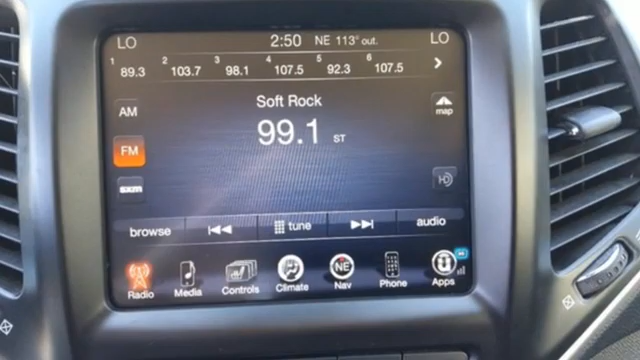 LO 2:50 NE 113° out. LO
1 89.3 2 103.7 3 98.1 4 107.5 5 92.3 6 107.5
AM Soft Rock map
FM 99.1 ST
sxm HD
browse tune audio
NE
Radio Media Controls Climate Nav Phone Apps